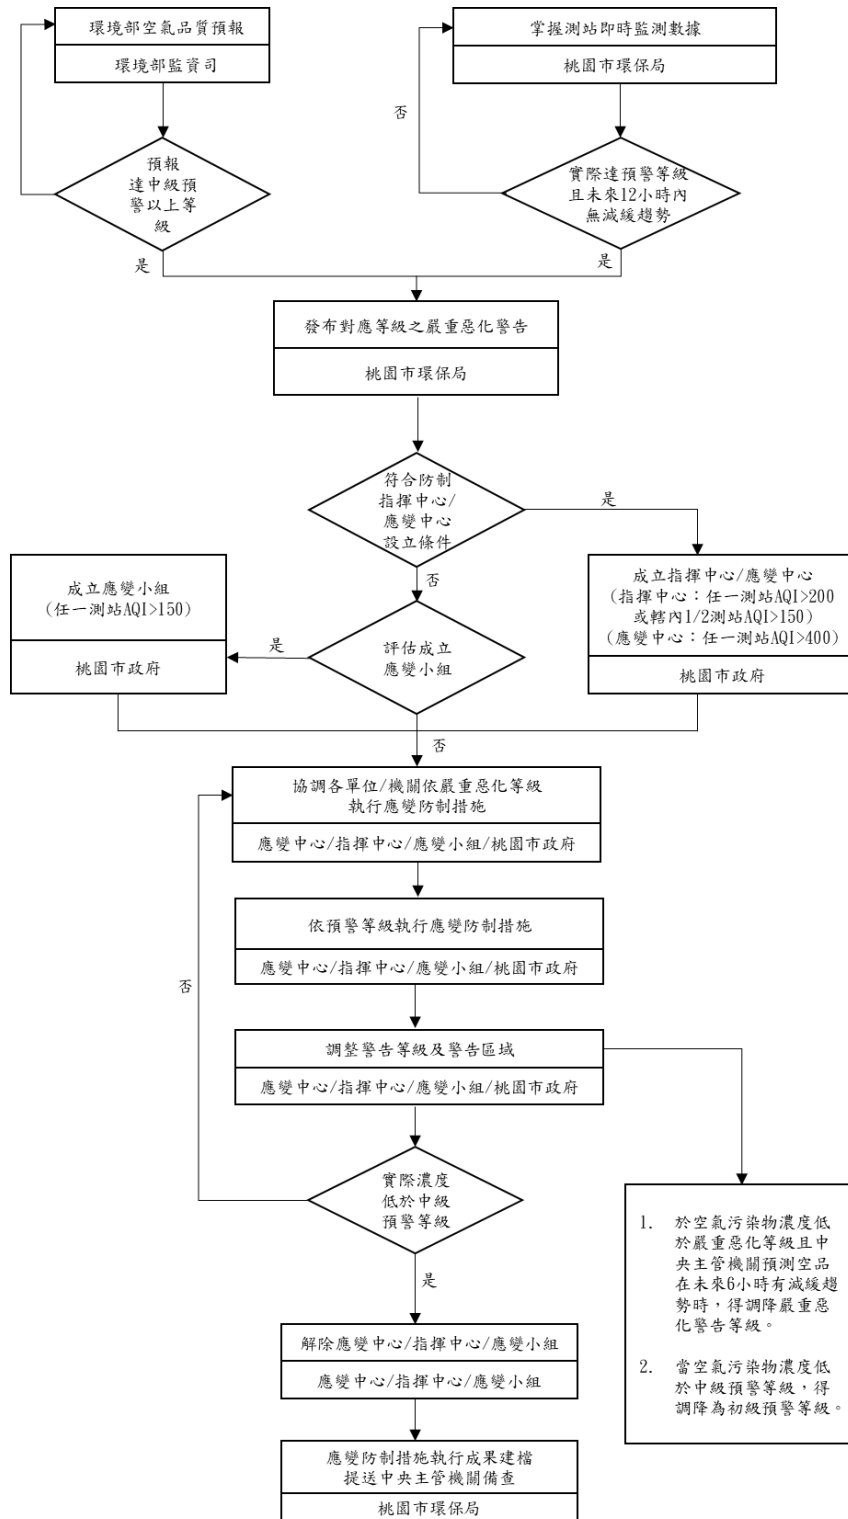 環境部空氣品質預報
環境部監資司
掌握測站即時監測數據
桃園市環保局
否
預報
達中級預
警以上等
級
實際達預警等級
且未來12小時內
無減緩趨勢
是
是
發布對應等級之嚴重惡化警告
桃園市環保局
符合防制
指揮中心/
應變中心
設立條件
是
否
成立應變小組
(任一測站AQI>150)
桃園市政府
是
評估成立
應變小組
成立指揮中心/應變中心
(指揮中心：任一測站AQI>200
或轄內1/2測站AQI>150)
(應變中心：任一測站AQI>400)
桃園市政府
否
協調各單位/機關依嚴重惡化等級
執行應變防制措施
應變中心/指揮中心/應變小組/桃園市政府
依預警等級執行應變防制措施
應變中心/指揮中心/應變小組/桃園市政府
否
調整警告等級及警告區域
應變中心/指揮中心/應變小組/桃園市政府
實際濃度
低於中級
預警等級
是
1. 於空氣污染物濃度低
於嚴重惡化等級且中
央主管機關預測空品
在未來6小時有減緩趨
勢時，得調降嚴重惡
化警告等級。
2. 當空氣污染物濃度低
於中級預警等級，得
調降為初級預警等級。
解除應變中心/指揮中心/應變小組
應變中心/指揮中心/應變小組
應變防制措施執行成果建檔
提送中央主管機關備查
桃園市環保局